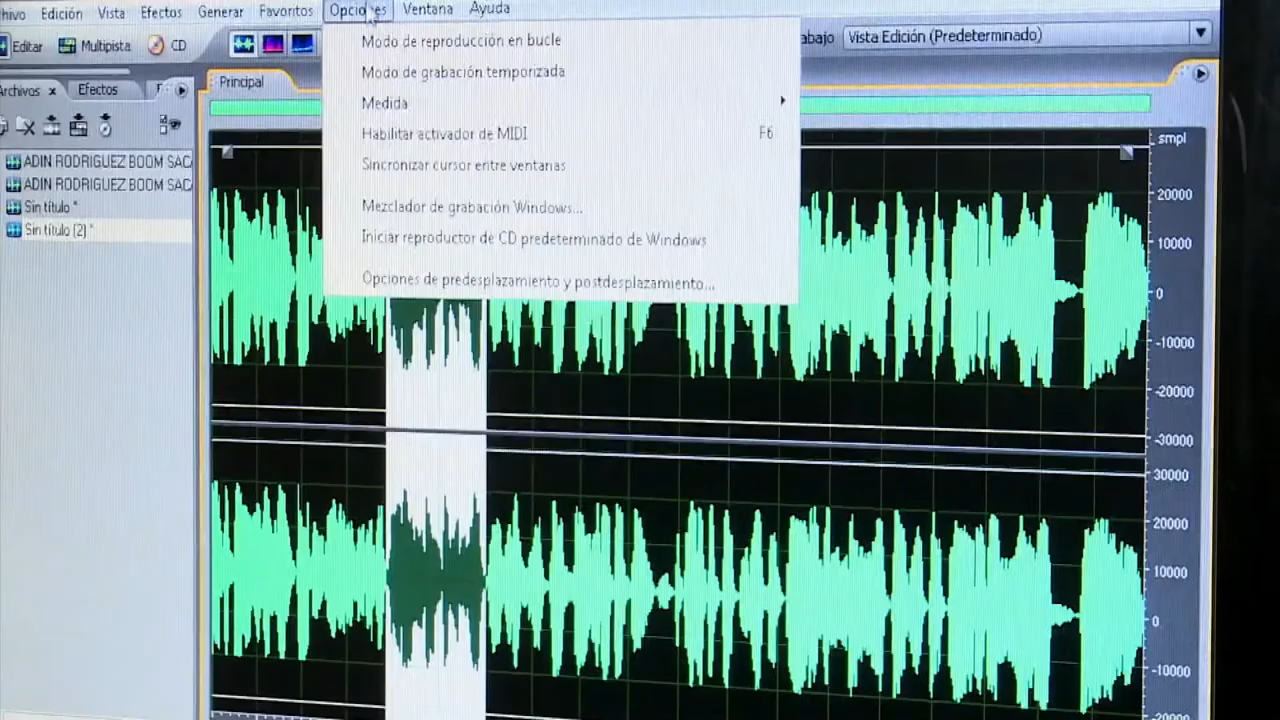 hivo Edición Vista Efectos Generar Favoritos Opciones Ventana Ayuda
Editar Multipista CD
abajo Vista Edición (Predeterminado)
Archivos x Efectos F
Principal
Modo de reproducción en bucle
Modo de grabación temporizada
Medida
Habilitar activador de MIDI F6
Sincronizar cursor entre ventanas
Mezclador de grabación Windows...
Iniciar reproductor de CD predeterminado de Windows
Opciones de predesplazamiento y postdesplazamiento...
ADIN RODRIGUEZ BOOM SAC
ADIN RODRIGUEZ BOOM SAC
Sin título *
Sin título (2) *
smpl
20000
10000
0
-10000
-20000
-30000
30000
20000
10000
0
-10000
-20000